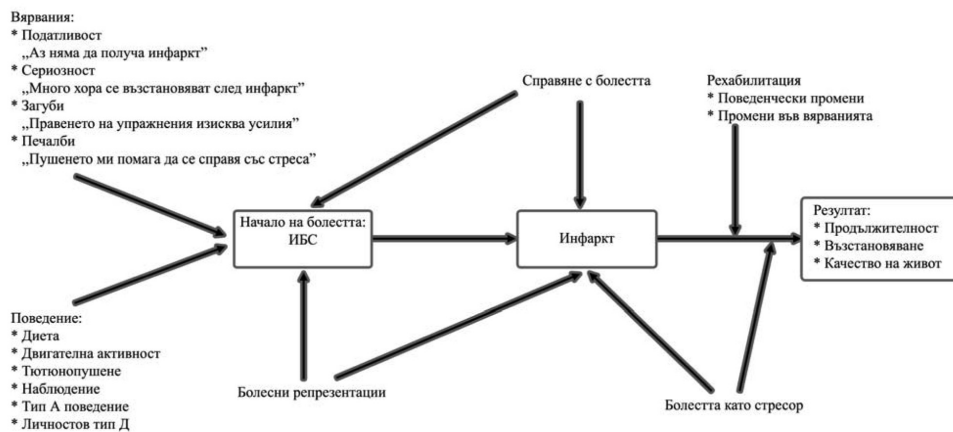 Вярвания:
* Податливост
„Аз няма да получа инфаркт”
* Сериозност
„Много хора се възстановяват след инфаркт”
* Загуби
„Правенето на упражнения изисква усилия”
* Печалби
„Пушенето ми помага да се справя със стреса”
Справяне с болестта
Рехабилитация
* Поведенчески промени
* Промени във вярванията
Начало на болестта:
ИБС
Инфаркт
Резултат:
* Продължителност
* Възстановяване
* Качество на живот
Поведение:
* Диета
* Двигателна активност
* Тютюнопушене
* Наблюдение
* Тип А поведение
* Личностов тип Д
Болесни репрезентации
Болестта като стресор